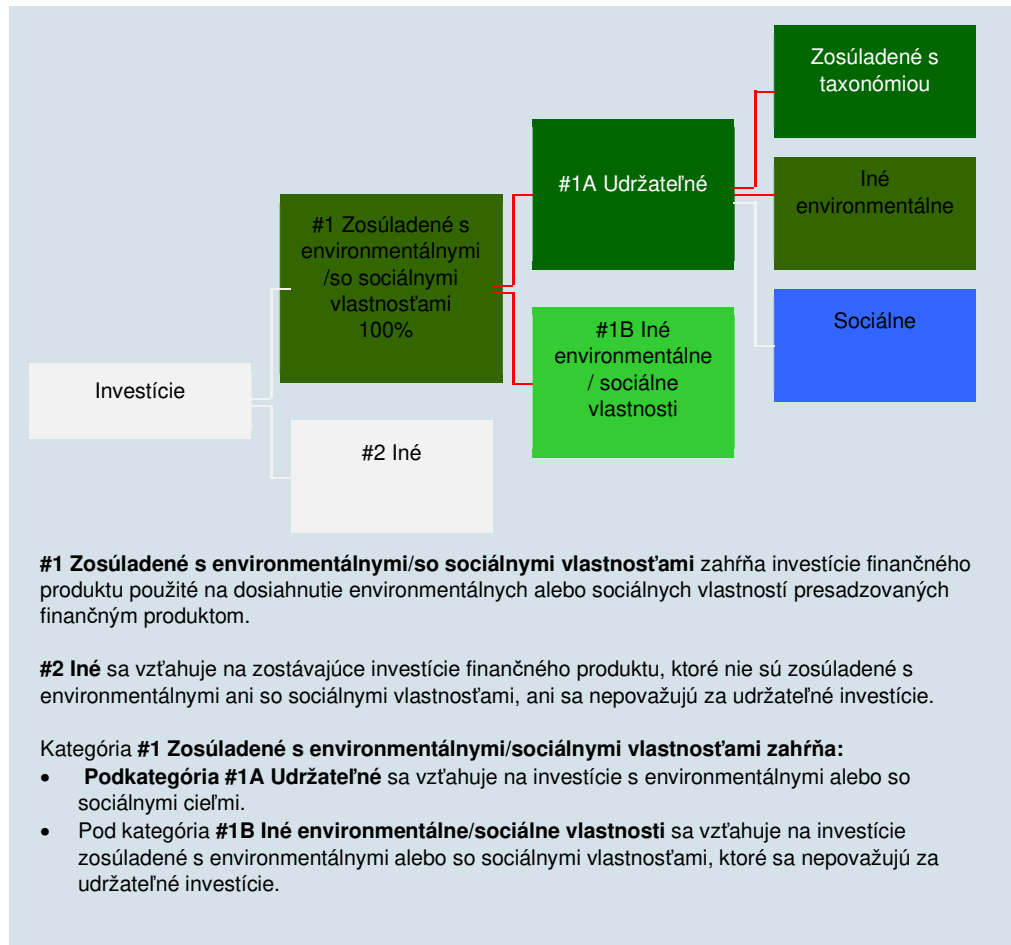 Zosúladené s
taxonómiou
#1A Udržateľné
Iné
environmentálne
#1 Zosúladené s
environmentálnymi
/so sociálnymi
vlastnosťami
100%
Sociálne
#1B Iné
environmentálne
/ sociálne
vlastnosti
Investície
#2 Iné
#1 Zosúladené s environmentálnymi/so sociálnymi vlastnosťami zahŕňa investície finančného
produktu použité na dosiahnutie environmentálnych alebo sociálnych vlastností presadzovaných
finančným produktom.
#2 Iné sa vzťahuje na zostávajúce investície finančného produktu, ktoré nie sú zosúladené s
environmentálnymi ani so sociálnymi vlastnosťami, ani sa nepovažujú za udržateľné investície.
Kategória #1 Zosúladené s environmentálnymi/sociálnymi vlastnosťami zahŕňa:
• Podkategória #1A Udržateľné sa vzťahuje na investície s environmentálnymi alebo so
sociálnymi cieľmi.
• Pod kategória #1B Iné environmentálne/sociálne vlastnosti sa vzťahuje na investície
zosúladené s environmentálnymi alebo so sociálnymi vlastnosťami, ktoré sa nepovažujú za
udržateľné investície.